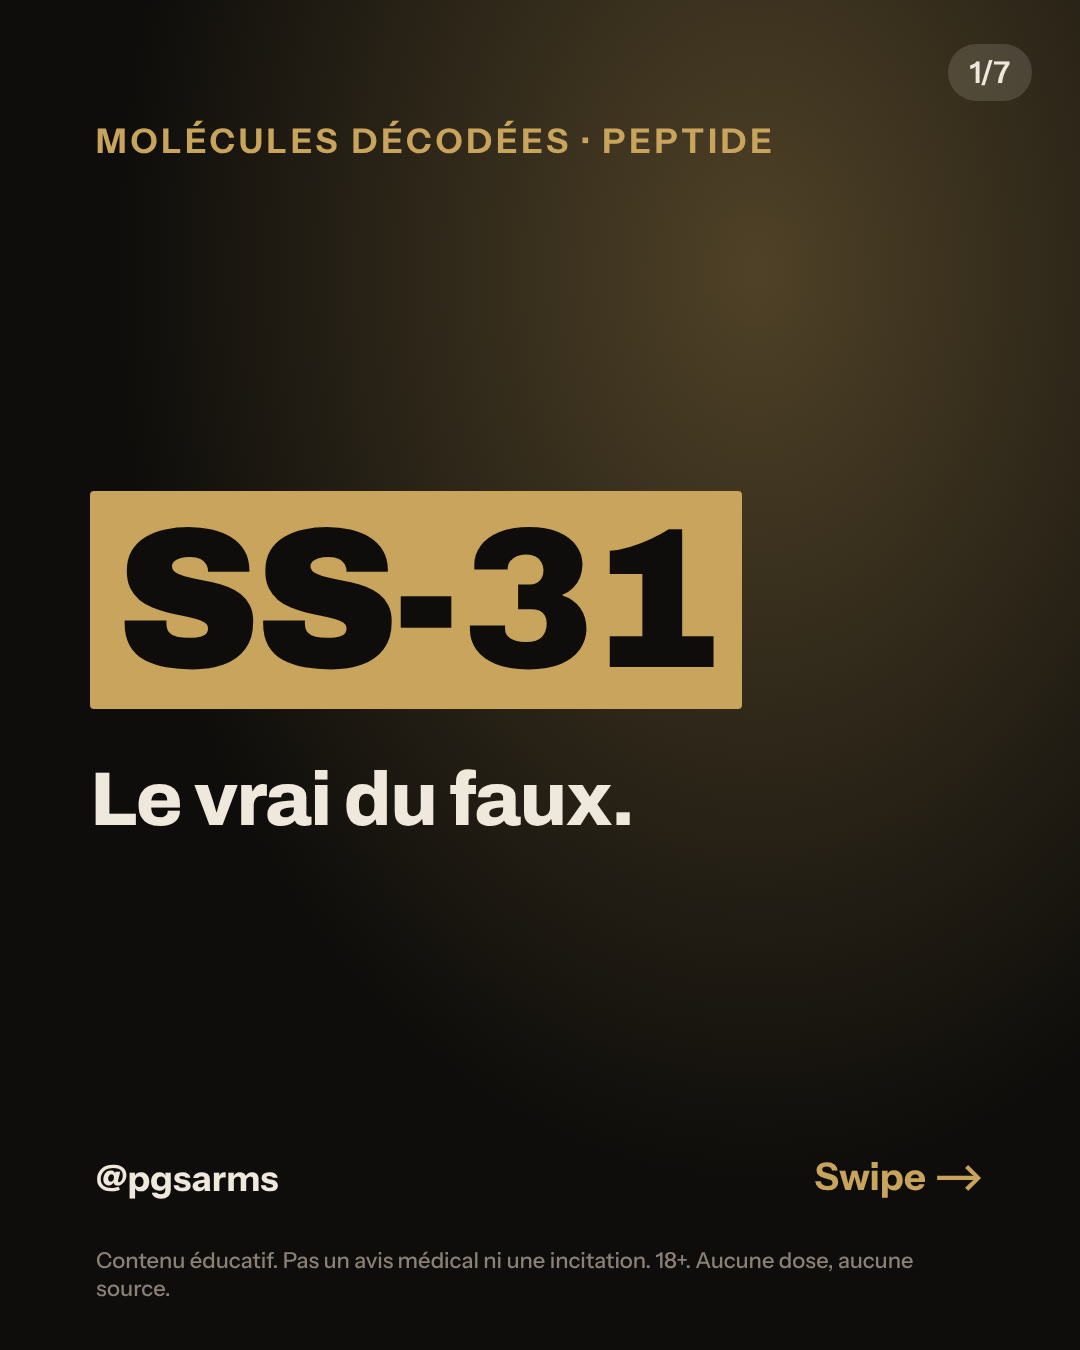 1/7
MOLÉCULES DÉCODÉES · PEPTIDE
SS-31
Le vrai du faux.
@pgsarms
Swipe →
Contenu éducatif. Pas un avis médical ni une incitation. 18+. Aucune dose, aucune
source.